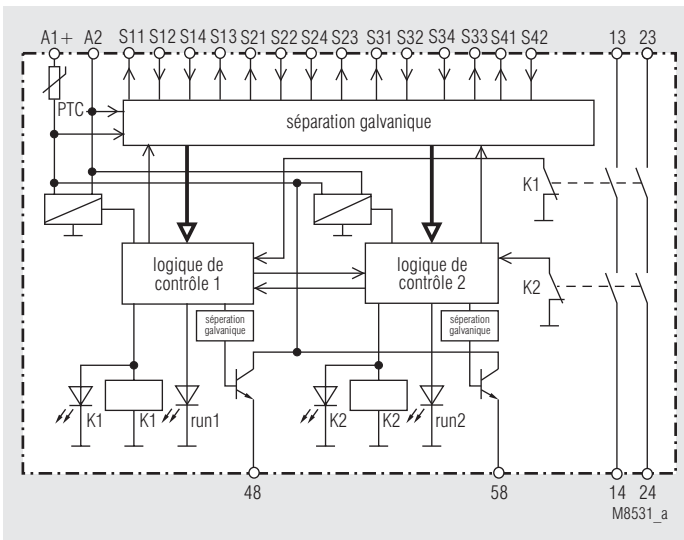 A1+ A2 S11 S12 S14 S13 S21 S22 S24 S23 S31 S32 S34 S33 S41 S42 13 23
PTC
séparation galvanique
K1
logique de
contrôle 1
logique de
contrôle 2
K2
séperation
galvanique
séperation
galvanique
K1
K1
run1
K2
K2
run2
48
58
14 24
M8531_a